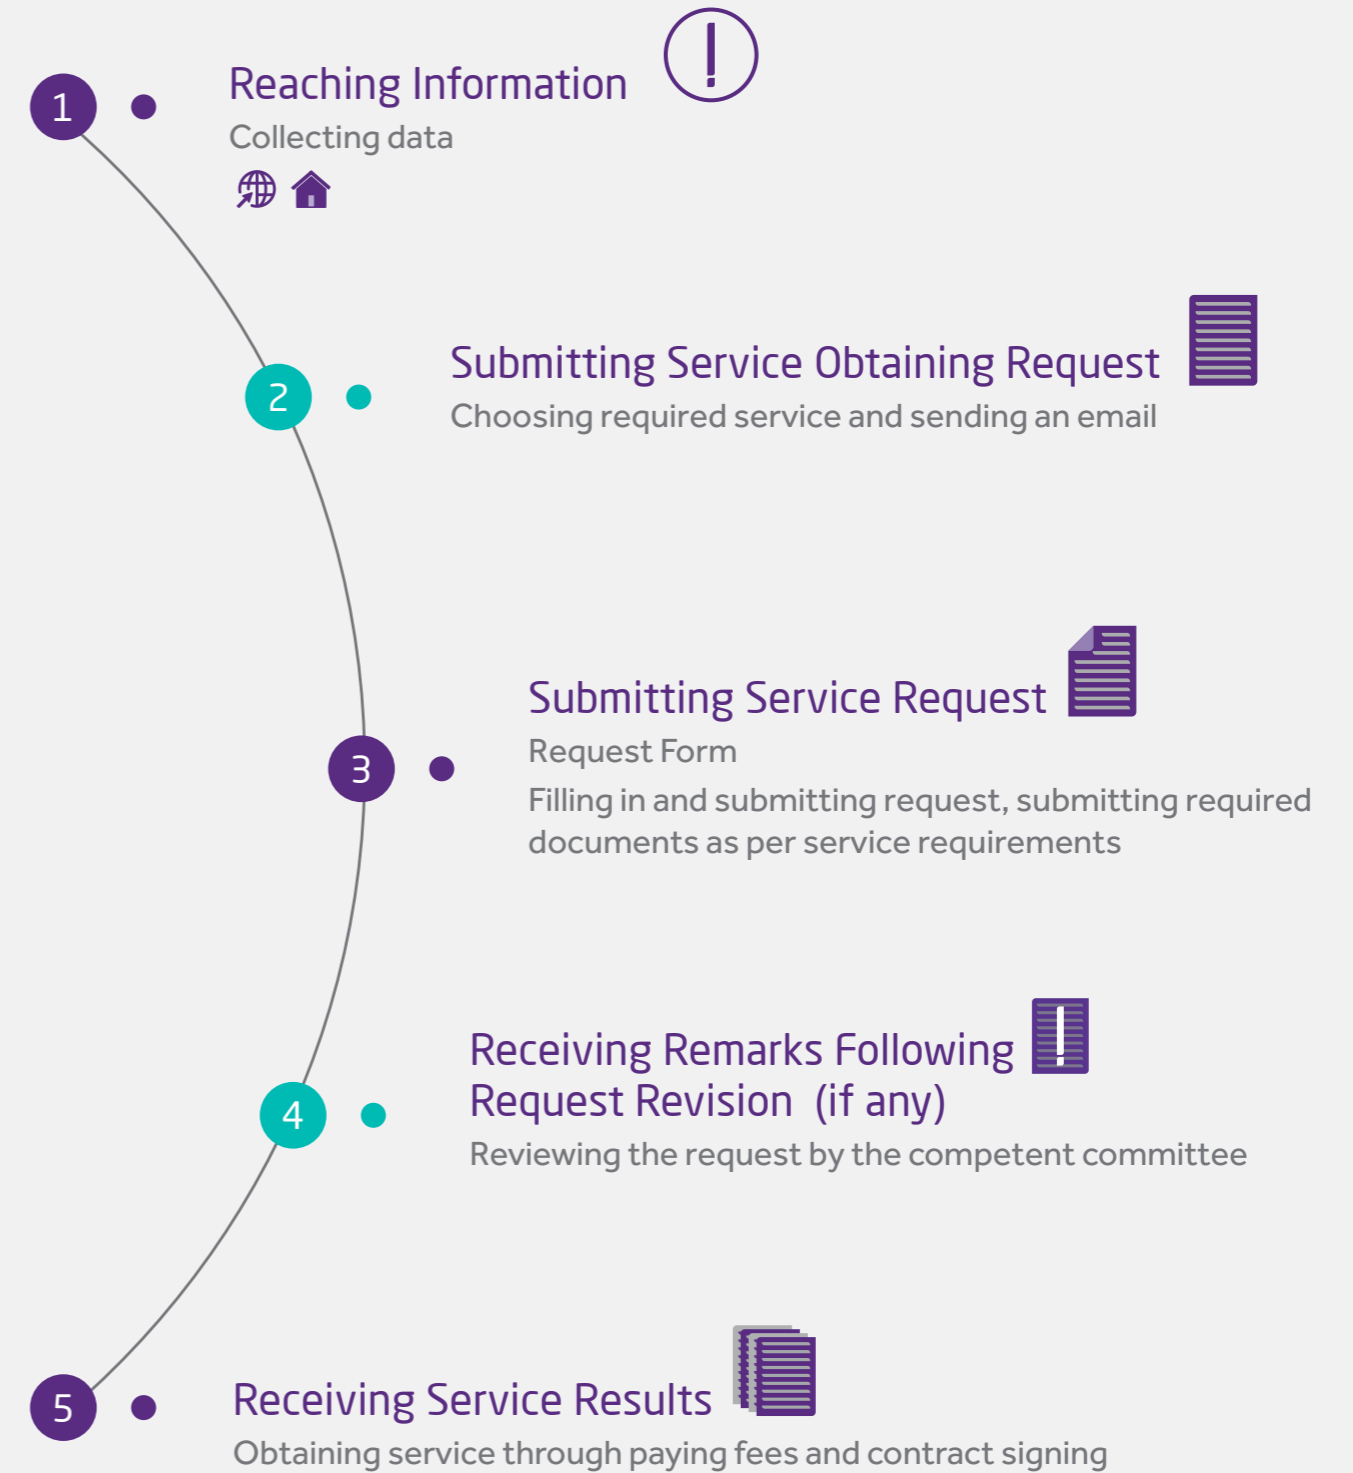 1
Reaching Information
Collecting data
2
Submitting Service Obtaining Request
Choosing required service and sending an email
3
Submitting Service Request
Request Form
Filling in and submitting request, submitting required
documents as per service requirements
4
Receiving Remarks Following
Request Revision (if any)
Reviewing the request by the competent committee
5
Receiving Service Results
Obtaining service through paying fees and contract signing